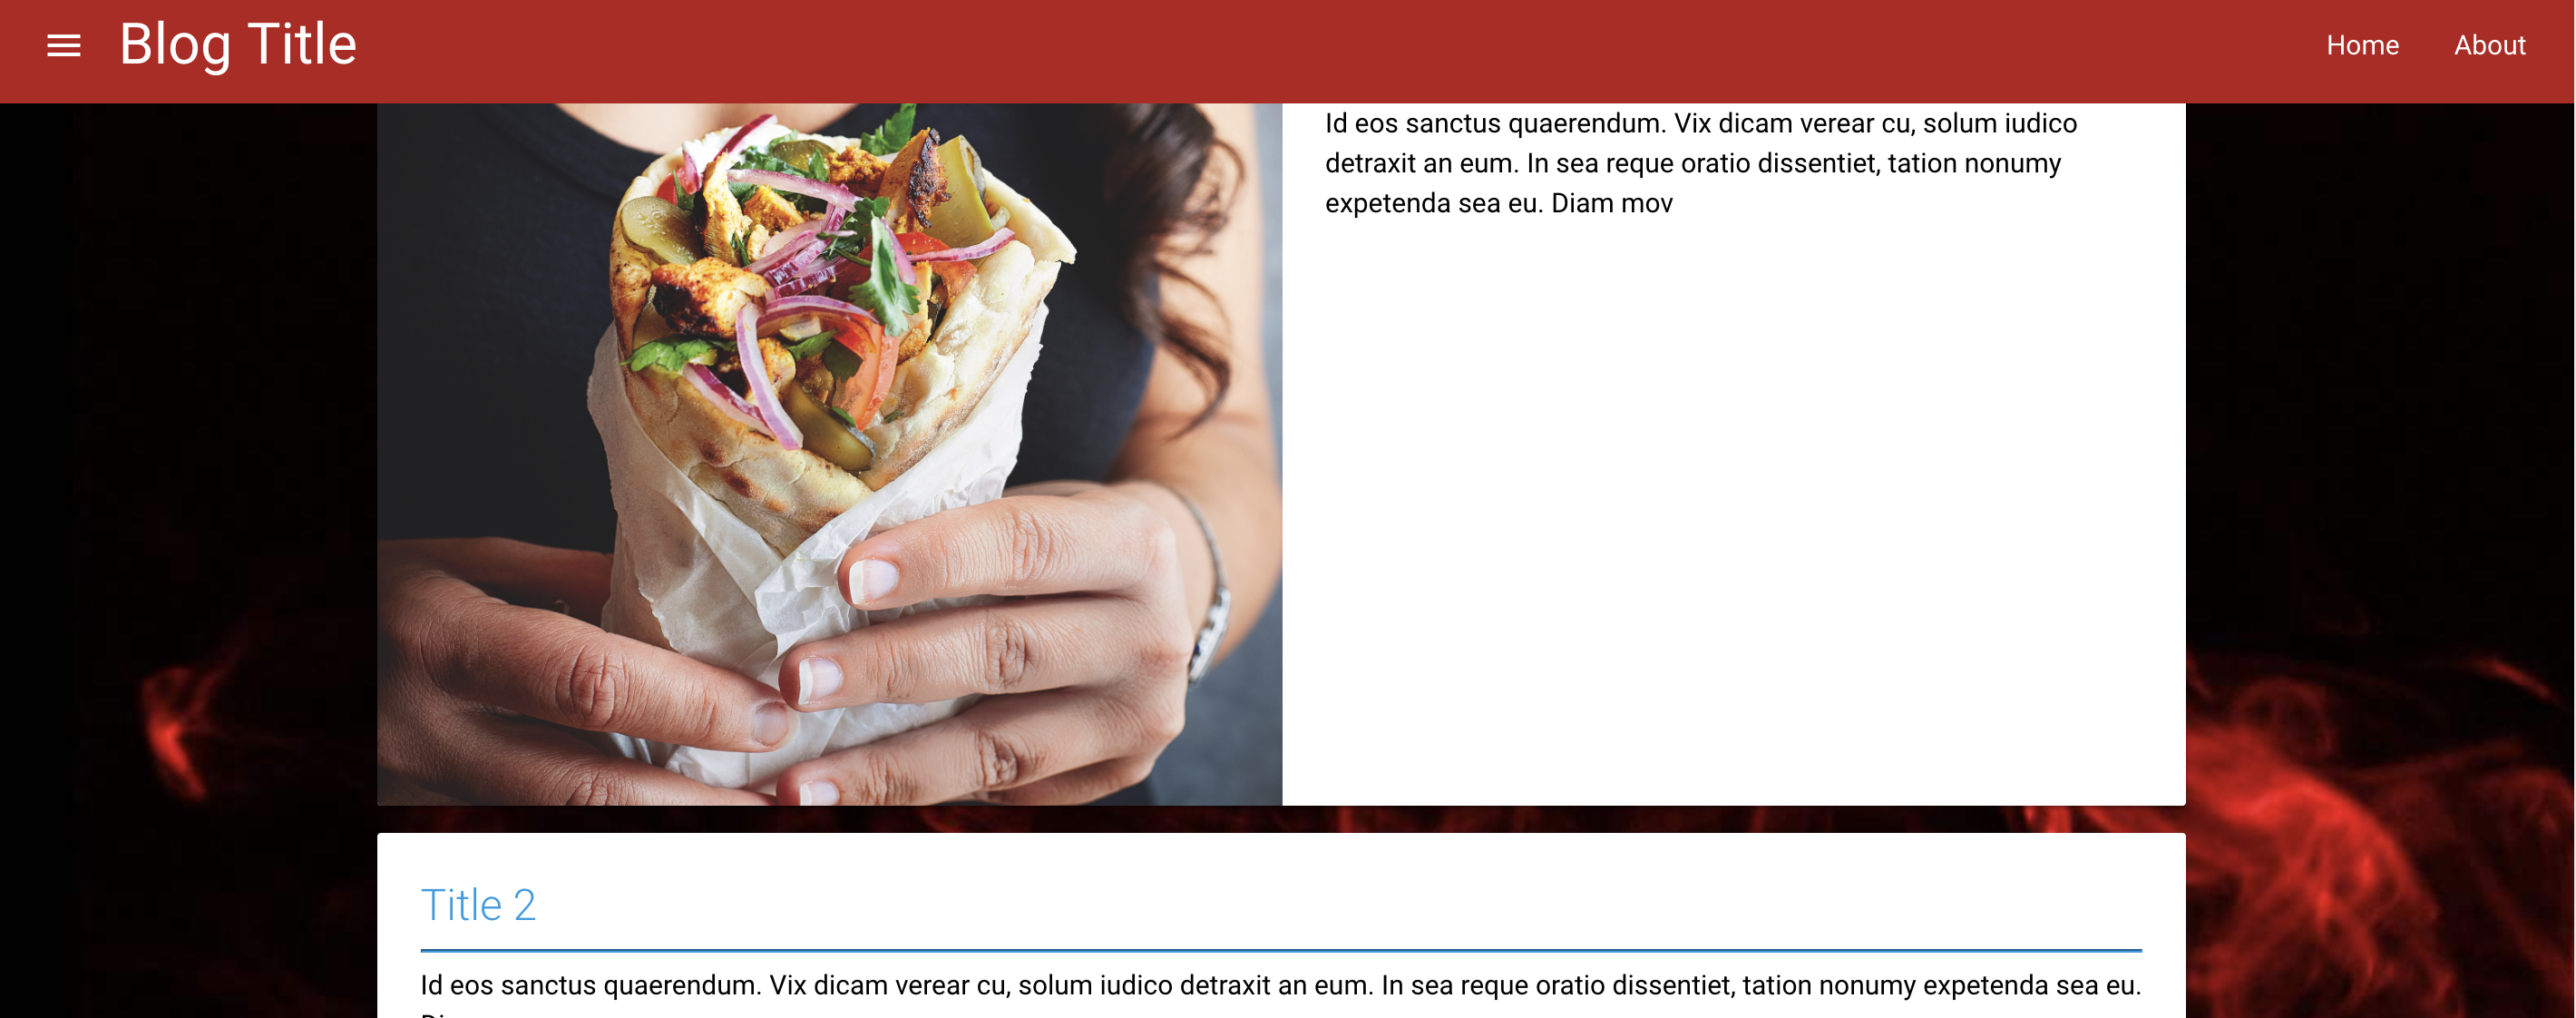 Blog Title
Home
About
Id eos sanctus quaerendum. Vix dicam verear cu, solum iudico
detraxit an eum. In sea reque oratio dissentiet, tation nonumy
expetenda sea eu. Diam mov
Title 2
Id eos sanctus quaerendum. Vix dicam verear cu, solum iudico detraxit an eum. In sea reque oratio dissentiet, tation nonumy expetenda sea eu.